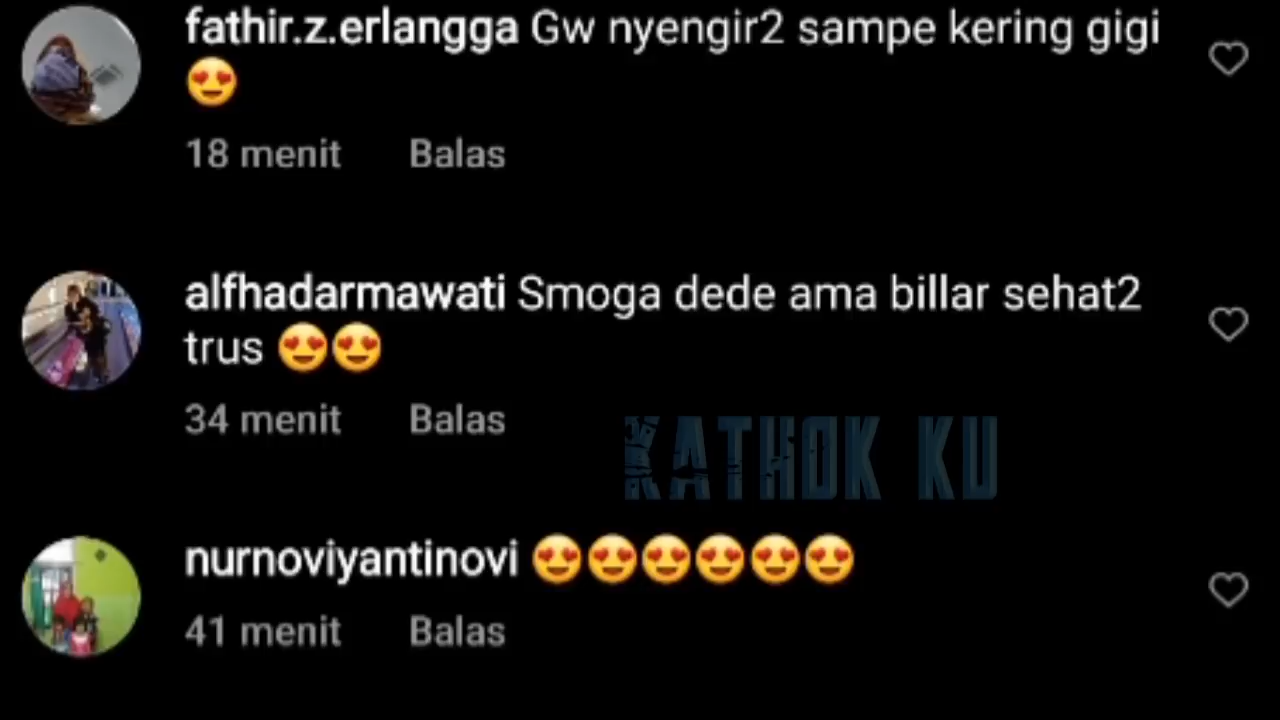 fathir.z.erlangga Gw nyengir2 sampe kering gigi
😍
18 menit Balas
alfhadarmawati Smoga dede ama billar sehat2
trus 😍😍
34 menit Balas
KATHOK KU
nurnoviyantinovi 😍😍😍😍😍😍
41 menit Balas